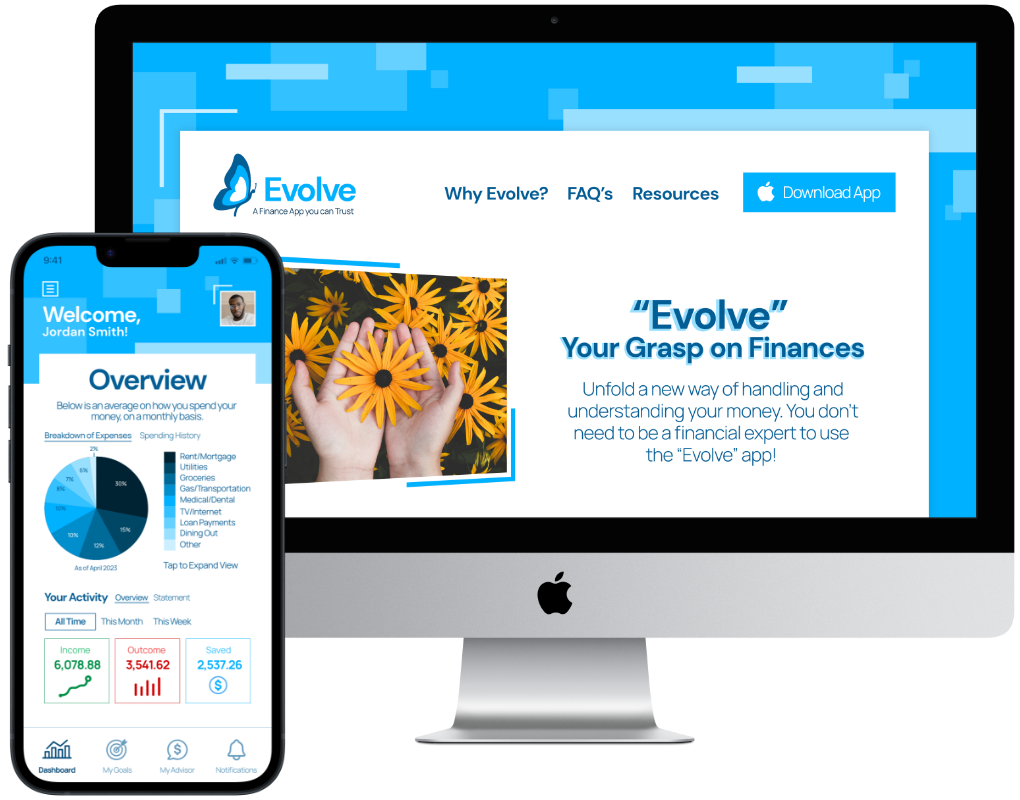 Evolve
A Finance App you can Trust
Why Evolve?
FAQ's
Resources
Download App
“Evolve”
Your Grasp on Finances
Unfold a new way of handling and
understanding your money. You don't
need to be a financial expert to use
the “Evolve” app!
9:41
Welcome,
Jordan Smith!
Overview
Below is an average on how you spend your
money, on a monthly basis.
Breakdown of Expenses
Spending History
2%
6%
7%
8%
10%
10%
12%
15%
30%
Rent/Mortgage
Utilities
Groceries
Gas/Transportation
Medical/Dental
TV/Internet
Loan Payments
Dining Out
Other
As of April 2023
Tap to Expand View
Your Activity
Overview
Statement
All Time
This Month
This Week
Income
6,078.88
Outcome
3,541.62
Saved
2,537.26
$
$
Dashboard
My Goals
My Advisor
Notifications